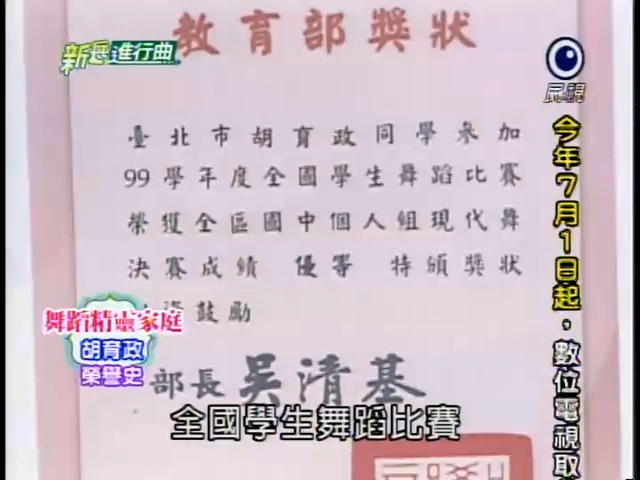 教育部獎狀
新兵進行曲
民視
臺北市胡育政同學參加
99學年度全國學生舞蹈比賽
榮獲全區國中個人組現代舞
決賽成績 優等 特頒獎狀
鼓勵
部長 吳清基
舞蹈精靈家庭
胡育政
榮譽史
全國學生舞蹈比賽
今年7月1日起，數位電視取